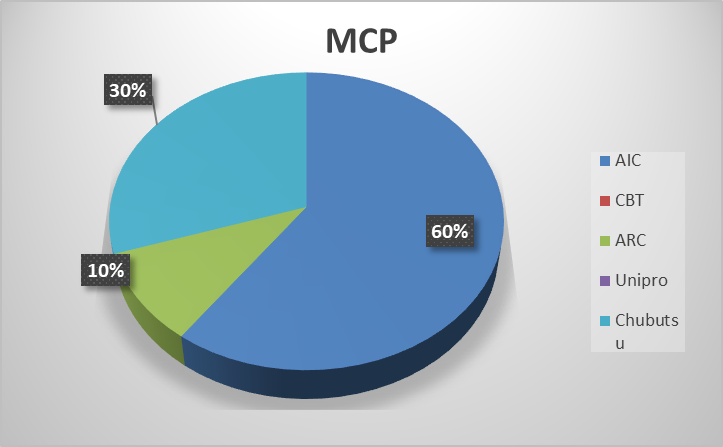 MCP
30%
60%
10%
AIC
CBT
ARC
Unipro
Chubuts
u